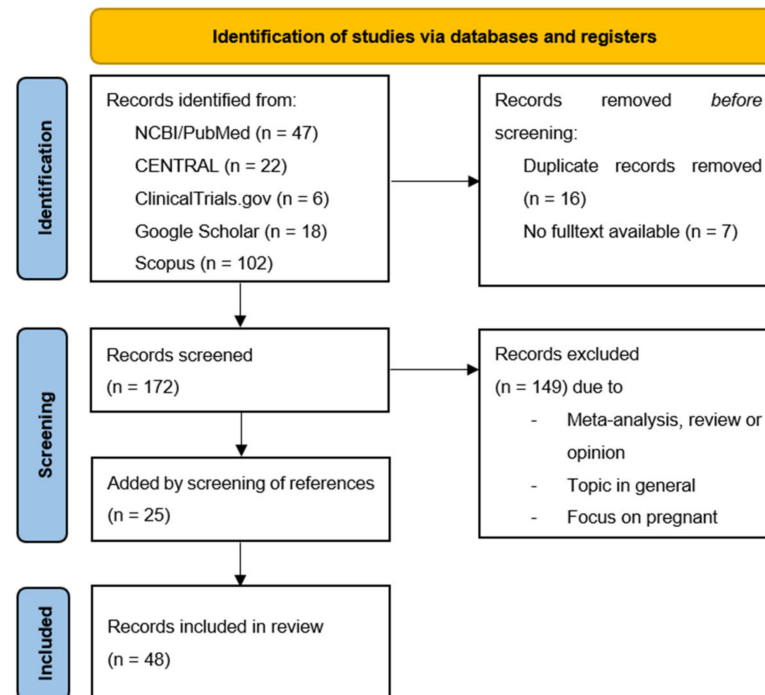 Identification of studies via databases and registers
Identification
Records identified from:
NCBI/PubMed (n = 47)
CENTRAL (n = 22)
ClinicalTrials.gov (n = 6)
Google Scholar (n = 18)
Scopus (n = 102)
Records removed before
screening:
Duplicate records removed
(n = 16)
No fulltext available (n = 7)
Screening
Records screened
(n = 172)
Records excluded
(n = 149) due to
- Meta-analysis, review or
opinion
- Topic in general
- Focus on pregnant
Added by screening of references
(n = 25)
Included
Records included in review
(n = 48)